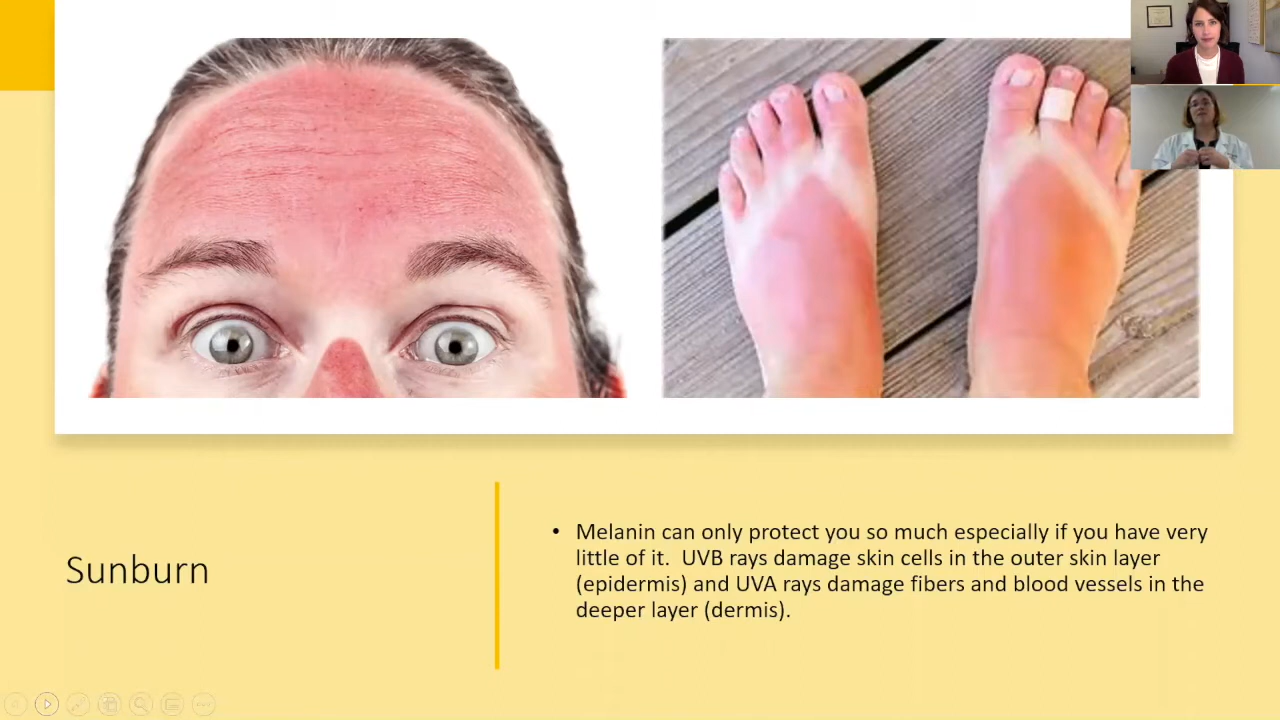 Sunburn
• Melanin can only protect you so much especially if you have very
little of it.  UVB rays damage skin cells in the outer skin layer
(epidermis) and UVA rays damage fibers and blood vessels in the
deeper layer (dermis).